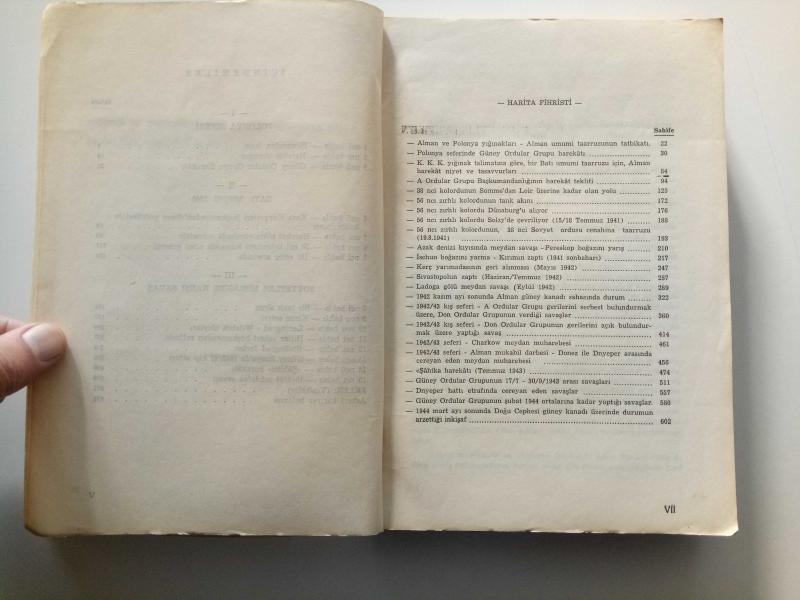 — HARİTA FİHRİSTİ —
Sahife
— Alman ve Polonya yığınakları - Alman umumi taarruzunun tatbikatı. 22
— Polonya seferinde Güney Ordular Grupu harekâtı 30
— K. K. K. yığınak talimatına göre, bir Batı umumi taarruzu için, Alman
harekât niyet ve tasavvurları 84
— A Ordular Grupu Başkumandanlığının harekât teklifi 94
— 38 nci kolordunun Somme'dan Loir üzerine kadar olan yolu 123
— 56 ncı zırhlı kolordunun tank akını 172
— 56 ncı zırhlı kolordu Dünaburg'u alıyor 176
— 56 ncı zırhlı kolordu Solzy'de çevriliyor (15/18 Temmuz 1941) 188
— 56 ncı zırhlı kolordunun, 38 nci Sovyet ordusu cenahına taarruzu
(19.8.1941) 193
— Azak denizi kıyısında meydan savaşı - Pereskop boğazını yarış 210
— İschun boğazını yarma - Kırımın zaptı (1941 sonbaharı) 217
— Kerç yarımadasının geri alınması (Mayıs 1942) 247
— Sivastopolun zaptı (Haziran/Temmuz 1942) 257
— Ladoga gölü meydan savaşı (Eylül 1942) 289
— 1942 kasım ayı sonunda Alman güney kanadı sahasında durum 322
— 1942/43 kış seferi - A Ordular Grupu gerilerini serbest bulundurmak
üzere, Don Ordular Grupunun verdiği savaşlar 360
— 1942/43 kış seferi - Don Ordular Grupunun gerilerini açık bulundur-
mak üzere yaptığı savaş 414
— 1942/43 seferi - Charkow meydan muharebesi 461
— 1942/43 seferi - Alman mukabil darbesi - Donez ile Dnyeper arasında
cereyan eden meydan muharebesi 456
— «Şâhika harekâtı (Temmuz 1943) 474
— Güney Ordular Grupunun 17/7 - 30/9/1943 arası savaşları 511
— Dnyeper hattı etrafında cereyan eden savaşlar 557
— Güney Ordular Grupunun şubat 1944 ortalarına kadar yaptığı savaşlar. 580
— 1944 mart ayı sonunda Doğu Cephesi güney kanadı üzerinde durumun
arzettiği inkişaf 602
VII